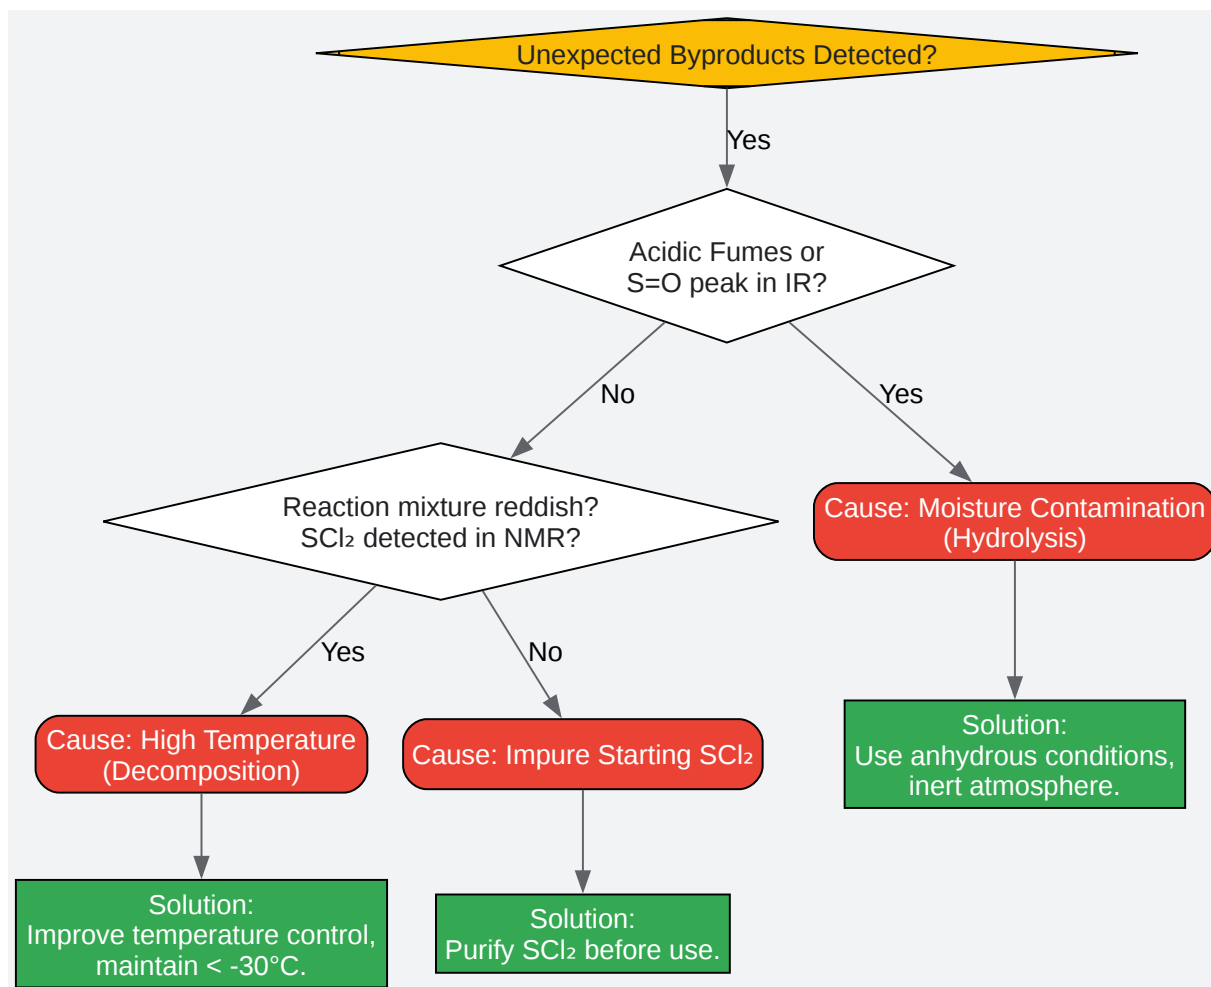 Unexpected Byproducts Detected?
Yes
Acidic Fumes or
S=O peak in IR?
No
Yes
Reaction mixture reddish?
SCl₂ detected in NMR?
Cause: Moisture Contamination
(Hydrolysis)
Yes
No
Cause: High Temperature
(Decomposition)
Cause: Impure Starting SCl₂
Solution:
Use anhydrous conditions,
inert atmosphere.
Solution:
Improve temperature control,
maintain < -30°C.
Solution:
Purify SCl₂ before use.